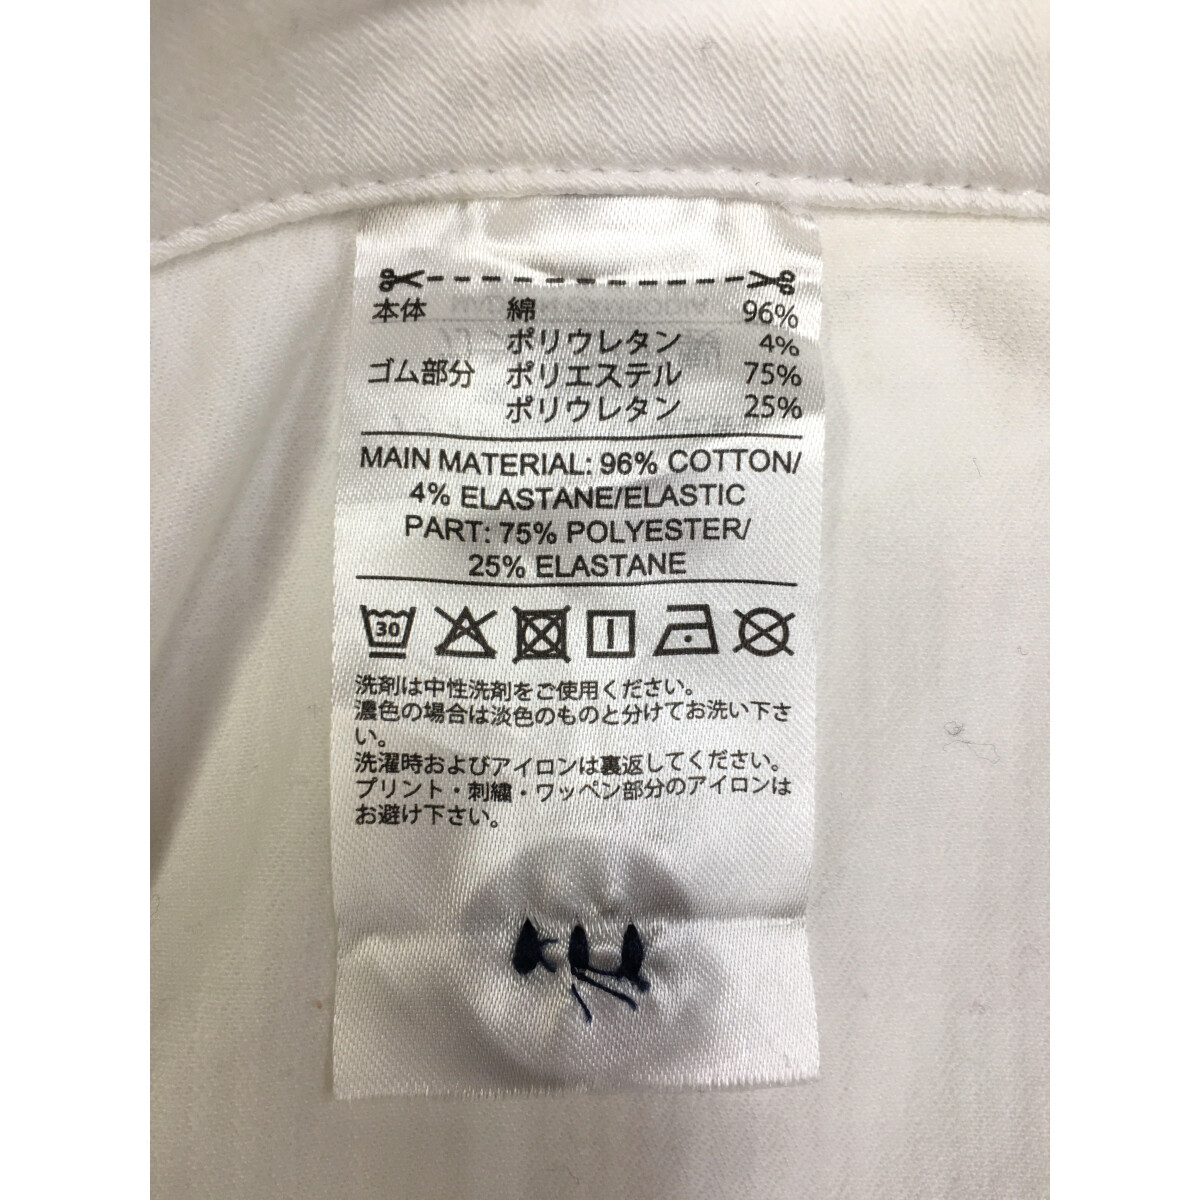 本体 綿 96%
ポリウレタン 4%
ゴム部分 ポリエステル 75%
ポリウレタン 25%
MAIN MATERIAL: 96% COTTON/
4% ELASTANE/ELASTIC
PART: 75% POLYESTER/
25% ELASTANE
30
洗剤は中性洗剤をご使用ください。
濃色の場合は淡色のものと分けてお洗い下さ
い。
洗濯時およびアイロンは裏返してください。
プリント・刺繍・ワッペン部分のアイロンは
お避け下さい。